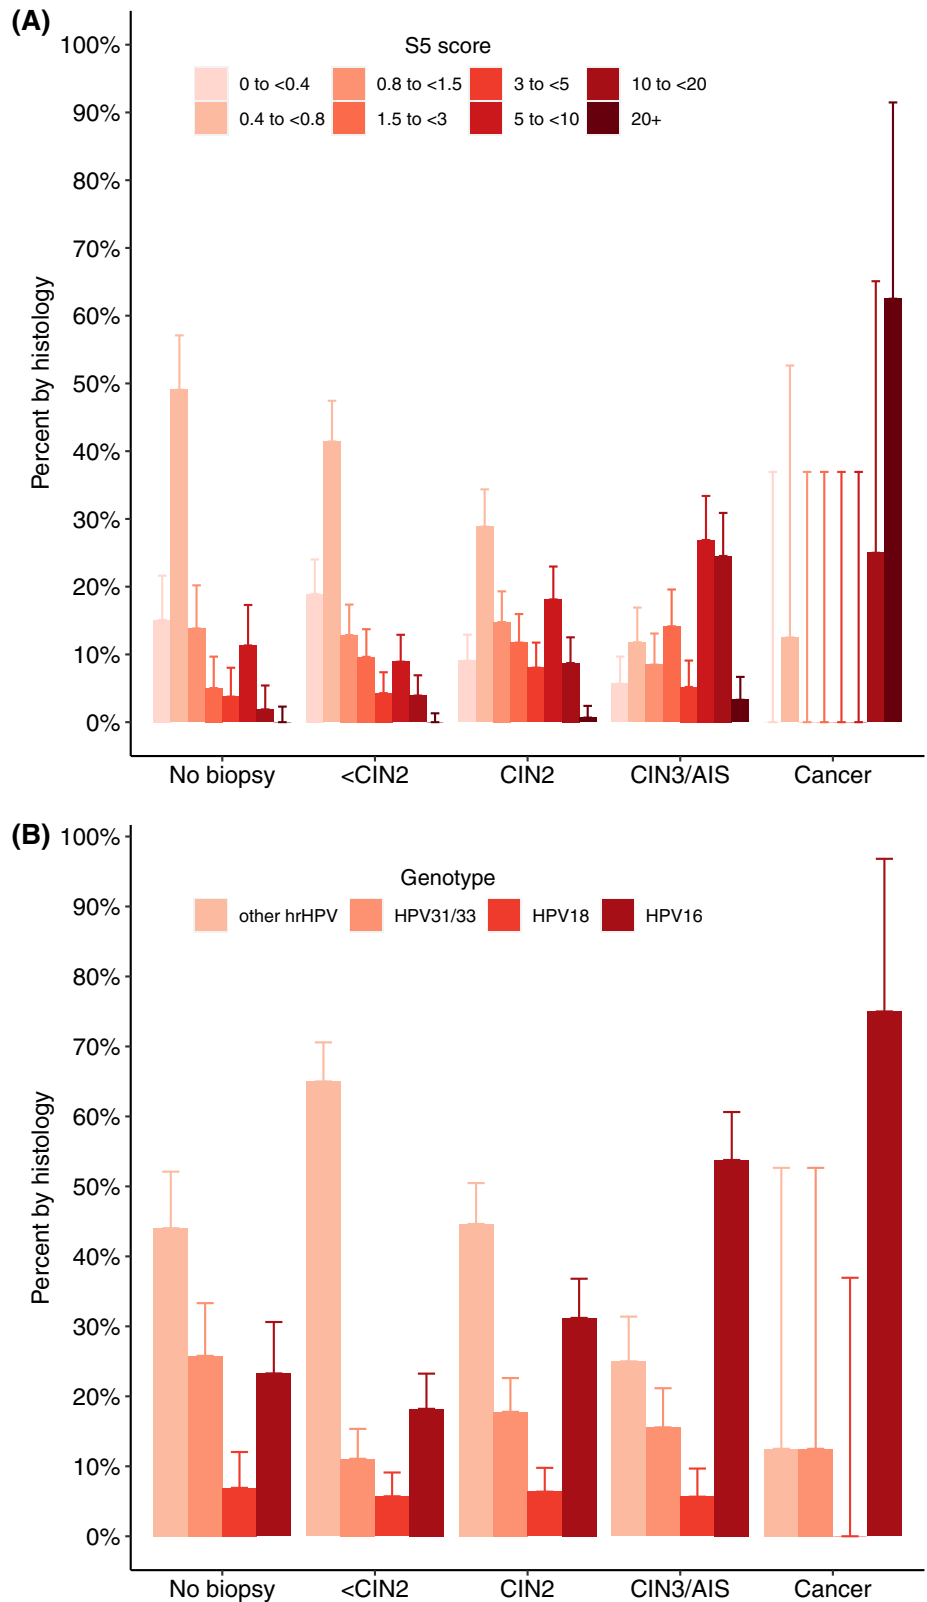 (A)
S5 score
0 to <0.4 0.8 to <1.5 3 to <5 10 to <20
0.4 to <0.8 1.5 to <3 5 to <10 20+
100%
90%
80%
70%
60%
50%
40%
30%
20%
10%
0%
Percent by histology
No biopsy <CIN2 CIN2 CIN3/AIS Cancer
(B)
Genotype
other hrHPV HPV31/33 HPV18 HPV16
100%
90%
80%
70%
60%
50%
40%
30%
20%
10%
0%
Percent by histology
No biopsy <CIN2 CIN2 CIN3/AIS Cancer